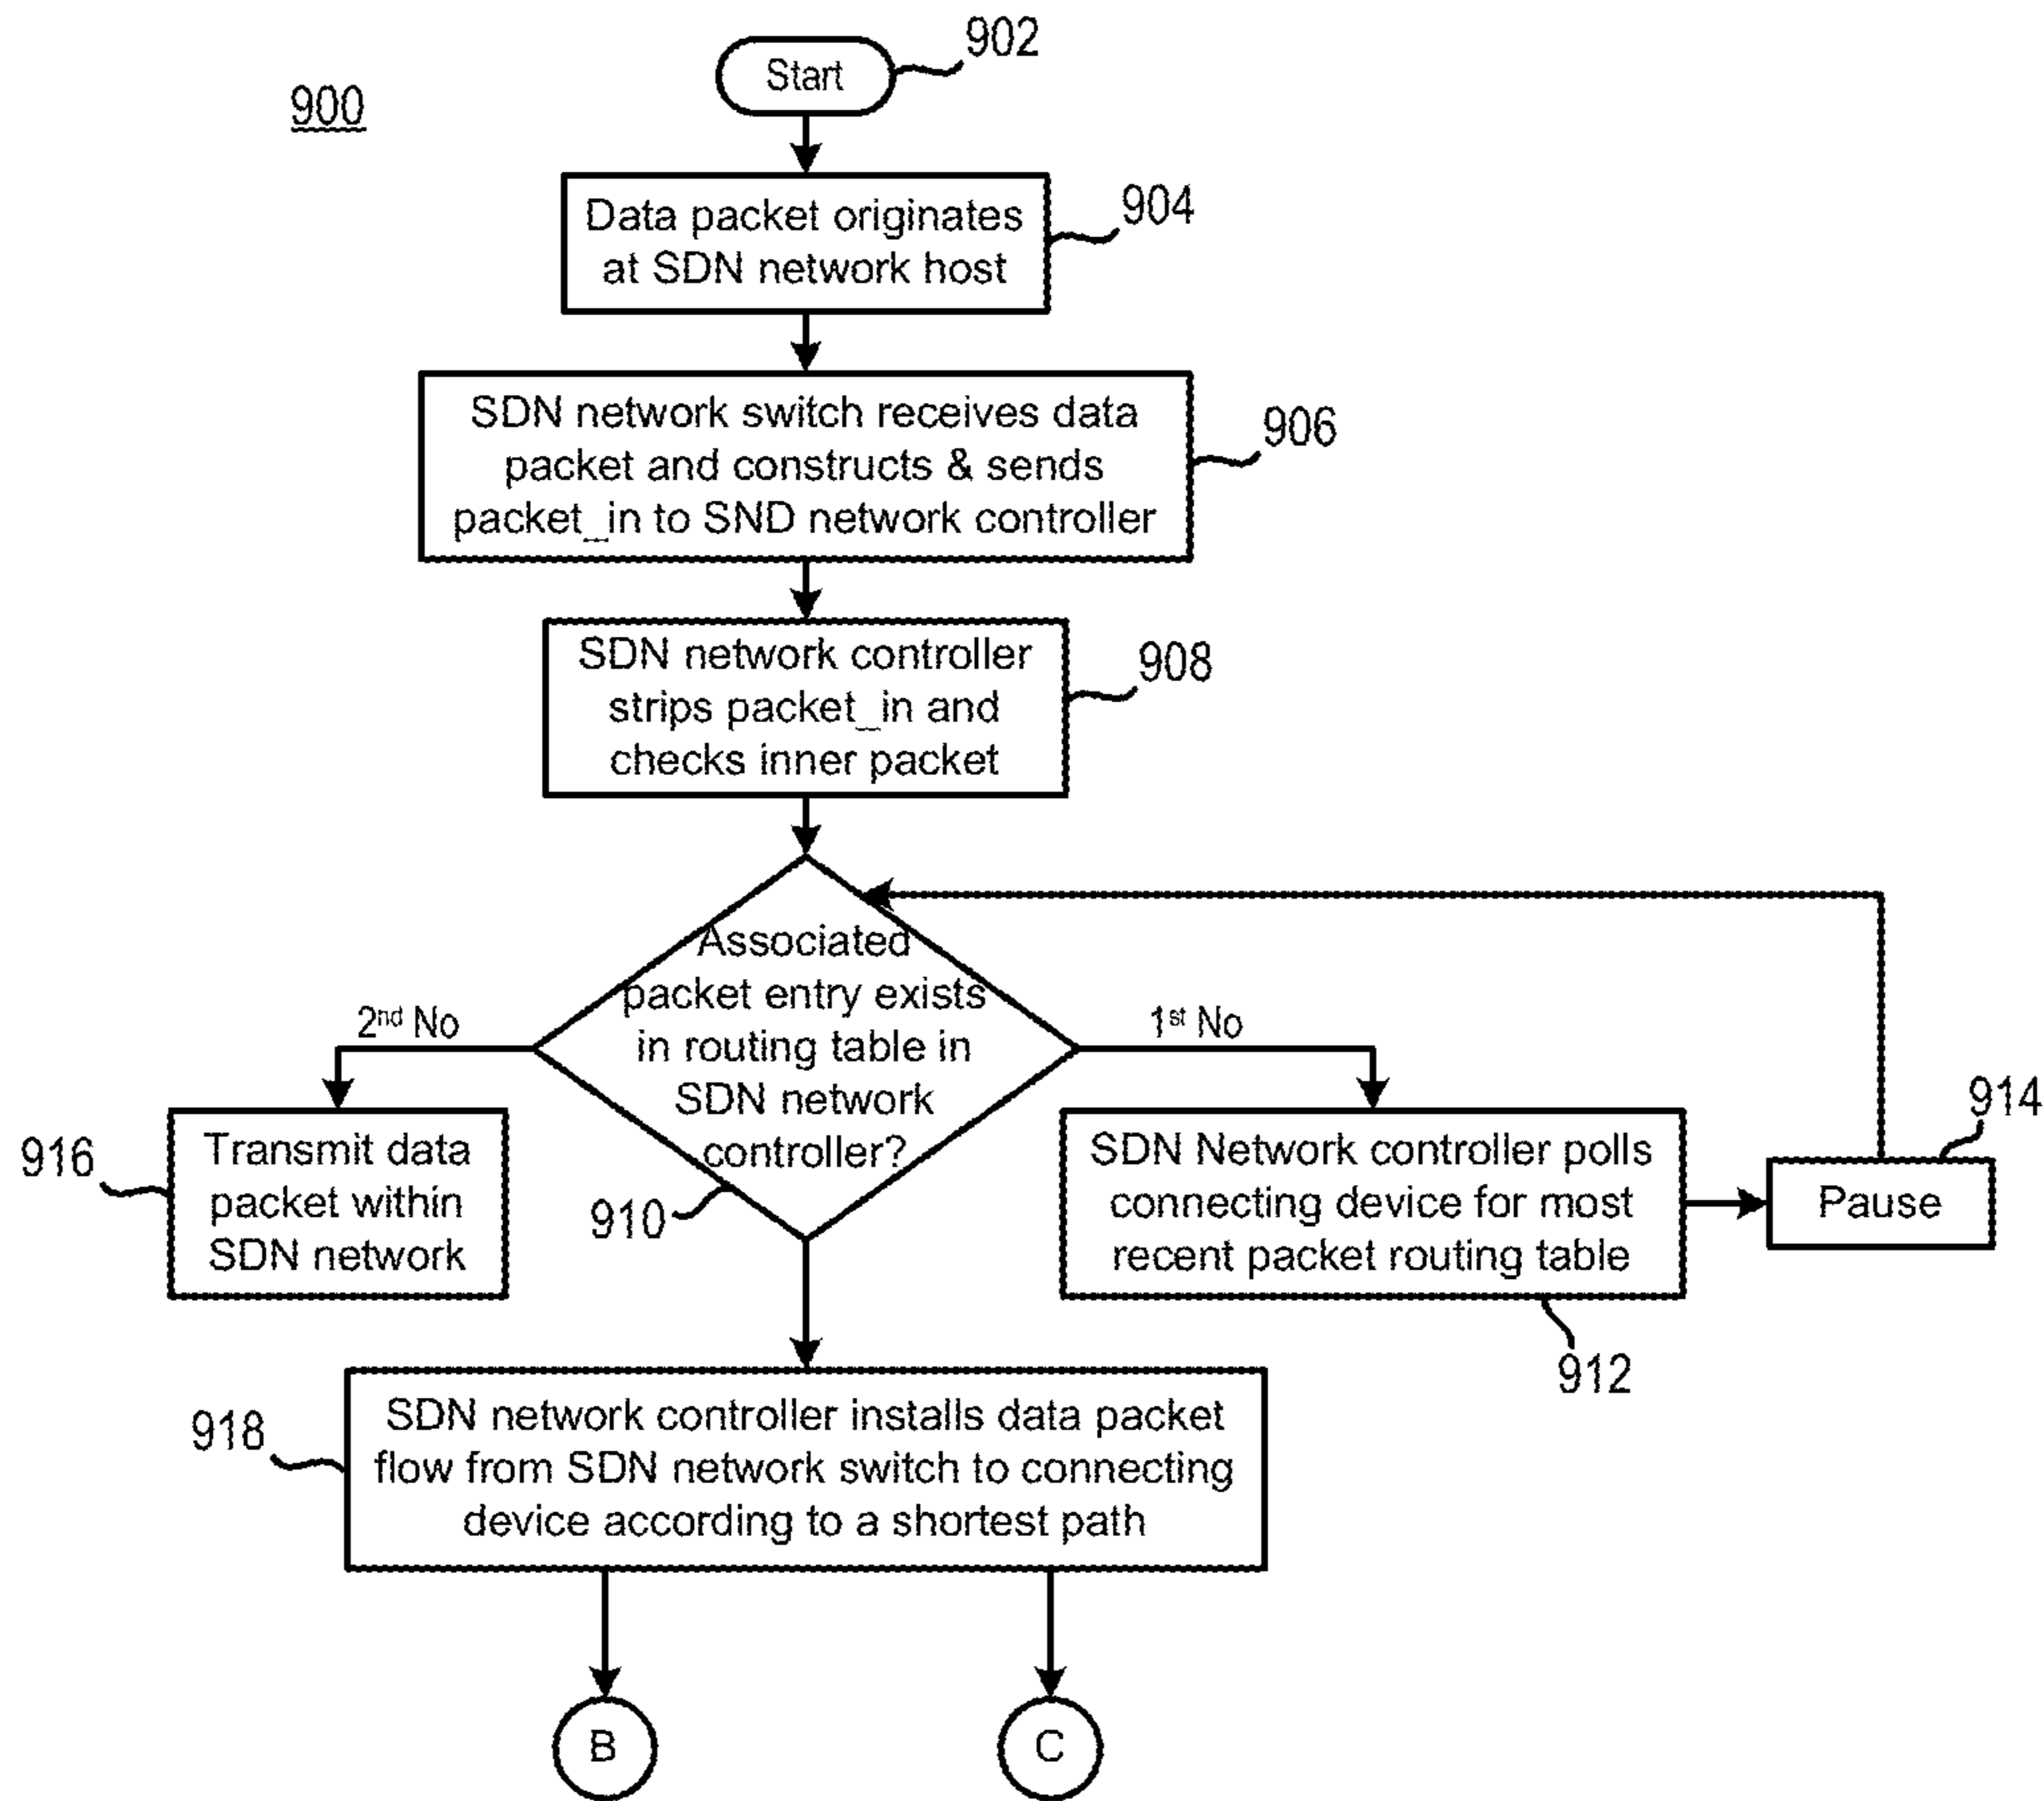 902
Start
900
904
Data packet originates
at SDN network host
906
SDN network switch receives data
packet and constructs & sends
packet_in to SND network controller
908
SDN network controller
strips packet_in and
checks inner packet
Associated
packet entry exists
in routing table in
SDN network
controller?
2nd No
1st No
910
914
Pause
916
Transmit data
packet within
SDN network
SDN Network controller polls
connecting device for most
recent packet routing table
912
918
SDN network controller installs data packet
flow from SDN network switch to connecting
device according to a shortest path
B
C